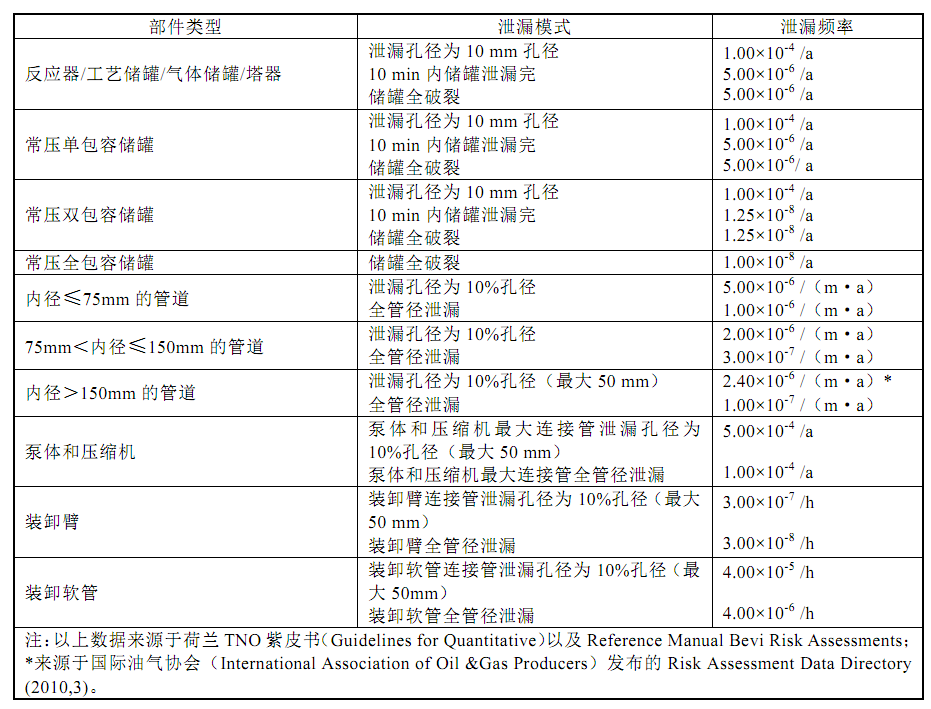 部件类型 泄漏模式 泄漏频率
反应器/工艺储罐/气体储罐/塔器
泄漏孔径为 10 mm 孔径 1.00×10⁻⁴ /a
10 min 内储罐泄漏完 5.00×10⁻⁶ /a
储罐全破裂 5.00×10⁻⁶ /a
常压单包容储罐
泄漏孔径为 10 mm 孔径 1.00×10⁻⁴ /a
10 min 内储罐泄漏完 5.00×10⁻⁶ /a
储罐全破裂 5.00×10⁻⁶/ a
常压双包容储罐
泄漏孔径为 10 mm 孔径 1.00×10⁻⁴ /a
10 min 内储罐泄漏完 1.25×10⁻⁸ /a
储罐全破裂 1.25×10⁻⁸ /a
常压全包容储罐 储罐全破裂 1.00×10⁻⁸ /a
内径≤75mm 的管道
泄漏孔径为 10%孔径 5.00×10⁻⁶ /（m·a）
全管径泄漏 1.00×10⁻⁶ /（m·a）
75mm＜内径≤150mm 的管道
泄漏孔径为 10%孔径 2.00×10⁻⁶ /（m·a）
全管径泄漏 3.00×10⁻⁷ /（m·a）
内径＞150mm 的管道
泄漏孔径为 10%孔径（最大 50 mm） 2.40×10⁻⁶ /（m·a）*
全管径泄漏 1.00×10⁻⁷ /（m·a）
泵体和压缩机
泵体和压缩机最大连接管泄漏孔径为 5.00×10⁻⁴ /a
10%孔径（最大 50 mm）
泵体和压缩机最大连接管全管径泄漏 1.00×10⁻⁴ /a
装卸臂
装卸臂连接管泄漏孔径为 10%孔径（最大 3.00×10⁻⁷ /h
50 mm）
装卸臂全管径泄漏 3.00×10⁻⁸ /h
装卸软管
装卸软管连接管泄漏孔径为 10%孔径（最 4.00×10⁻⁵ /h
大 50mm）
装卸软管全管径泄漏 4.00×10⁻⁶ /h
注：以上数据来源于荷兰 TNO 紫皮书（Guidelines for Quantitative）以及 Reference Manual Bevi Risk Assessments；
*来源于国际油气协会（International Association of Oil &Gas Producers）发布的 Risk Assessment Data Directory
(2010,3)。